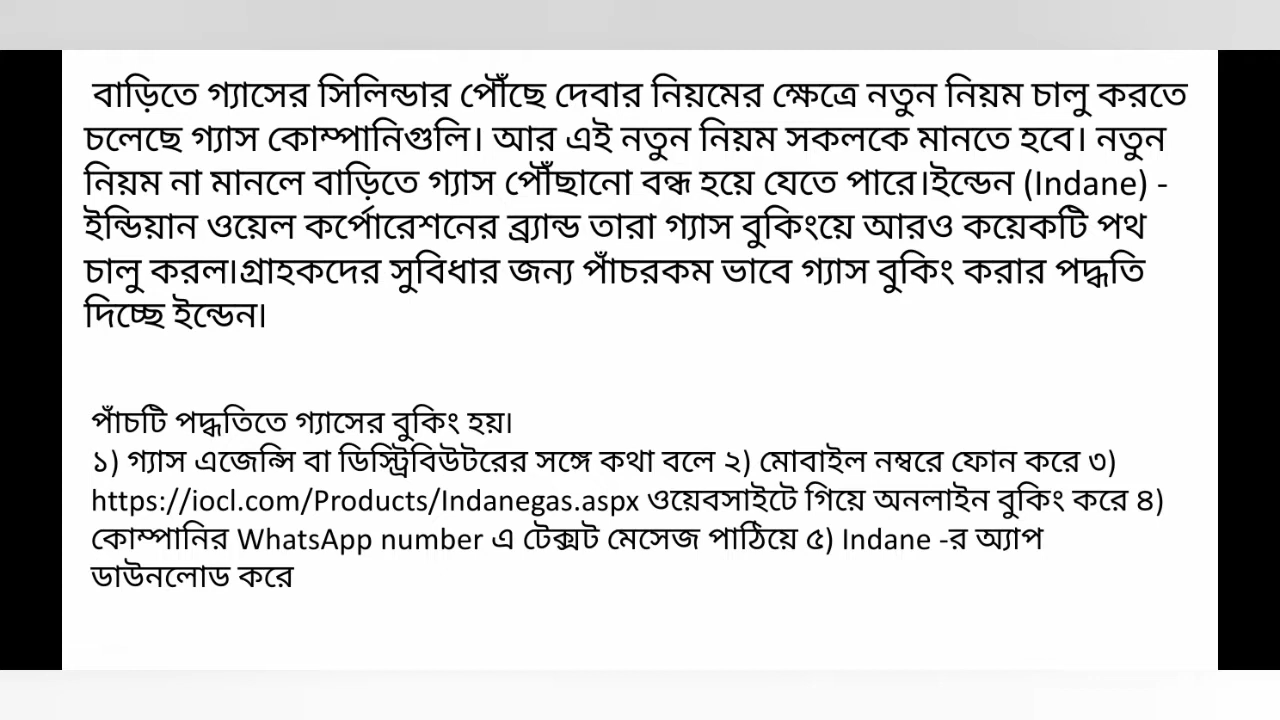 বাড়িতে গ্যাসের সিলিন্ডার পৌঁছে দেবার নিয়মের ক্ষেত্রে নতুন নিয়ম চালু করতে
চলেছে গ্যাস কোম্পানিগুলি। আর এই নতুন নিয়ম সকলকে মানতে হবে। নতুন
নিয়ম না মানলে বাড়িতে গ্যাস পৌঁছানো বন্ধ হয়ে যেতে পারে।ইন্ডেন (Indane) -
ইন্ডিয়ান ওয়েল কর্পোরেশনের ব্র্যান্ড তারা গ্যাস বুকিংয়ে আরও কয়েকটি পথ
চালু করল।গ্রাহকদের সুবিধার জন্য পাঁচরকম ভাবে গ্যাস বুকিং করার পদ্ধতি
দিচ্ছে ইন্ডেন।
পাঁচটি পদ্ধতিতে গ্যাসের বুকিং হয়।
১) গ্যাস এজেন্সি বা ডিস্ট্রিবিউটরের সঙ্গে কথা বলে ২) মোবাইল নম্বরে ফোন করে ৩)
https://iocl.com/Products/Indanegas.aspx ওয়েবসাইটে গিয়ে অনলাইন বুকিং করে ৪)
কোম্পানির WhatsApp number এ টেক্সট মেসেজ পাঠিয়ে ৫) Indane -র অ্যাপ
ডাউনলোড করে